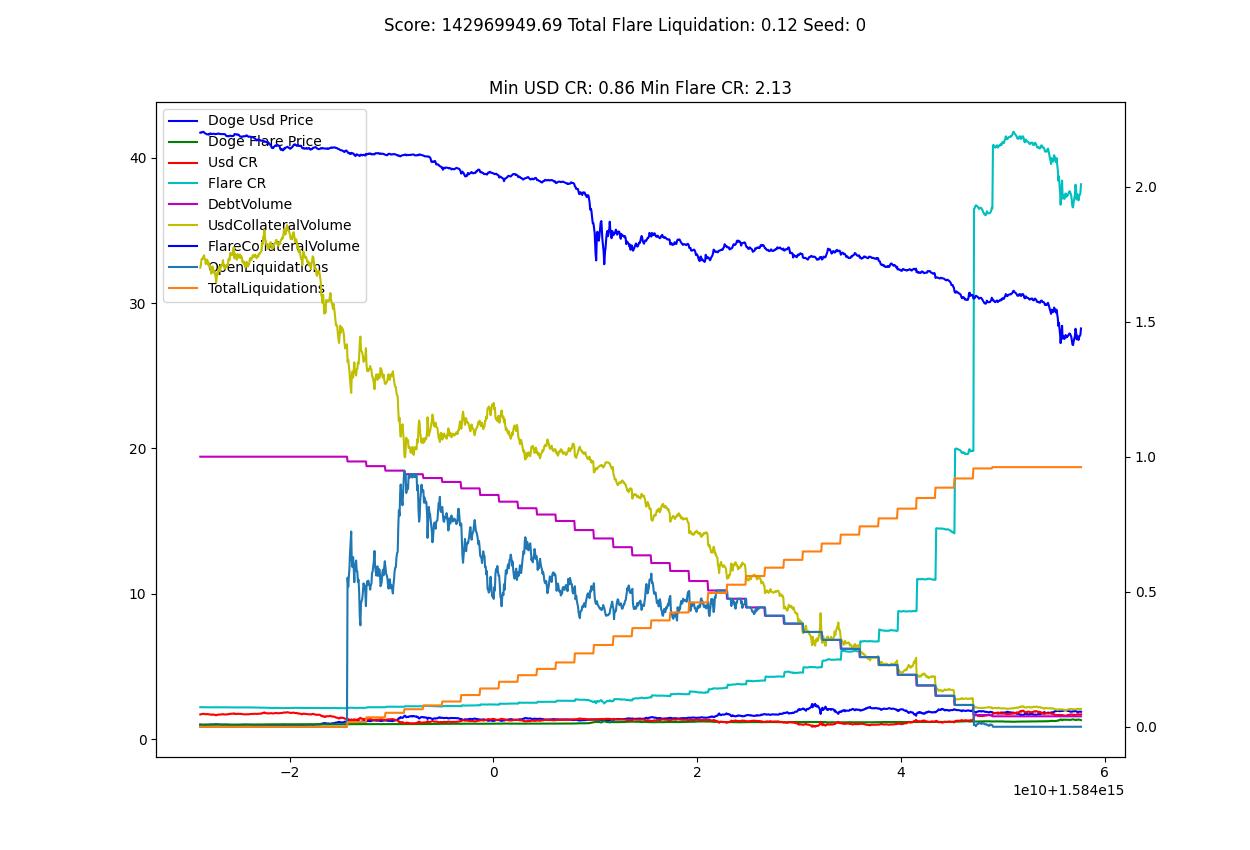 Score: 142969949.69 Total Flare Liquidation: 0.12 Seed: 0
Min USD CR: 0.86 Min Flare CR: 2.13
Doge Usd Price
Doge Flare Price
Usd CR
Flare CR
DebtVolume
UsdCollateralVolume
FlareCollateralVolume
OpenLiquidations
TotalLiquidations
40
30
20
10
0
2.0
1.5
1.0
0.5
0.0
−2 0 2 4 6
1e10+1.584e15